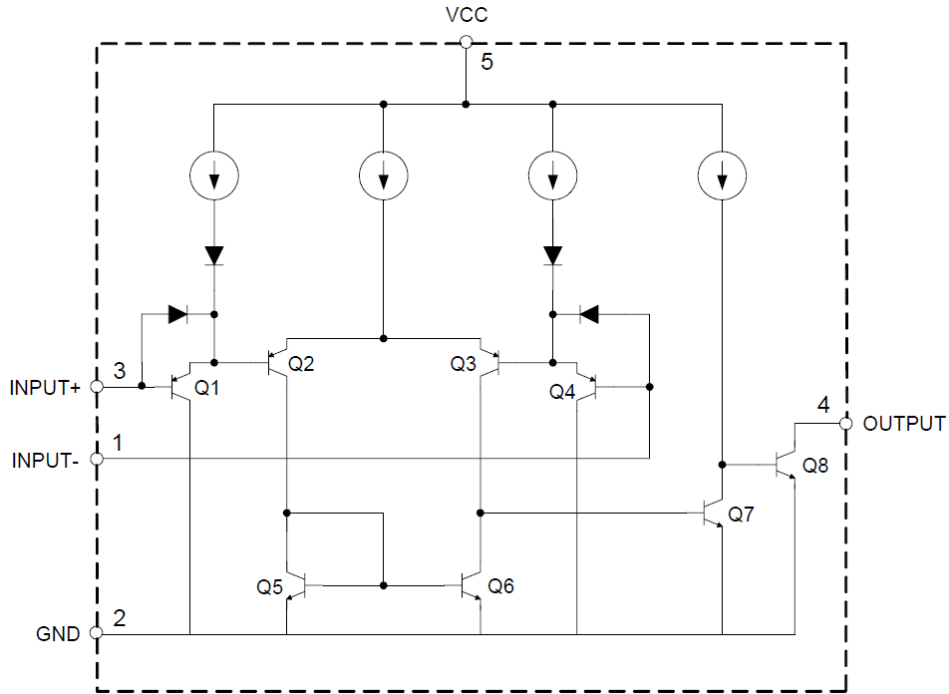 VCC
5
3
INPUT+
Q1
Q2
Q3
Q4
1
INPUT-
4
OUTPUT
Q8
Q7
Q5
Q6
2
GND